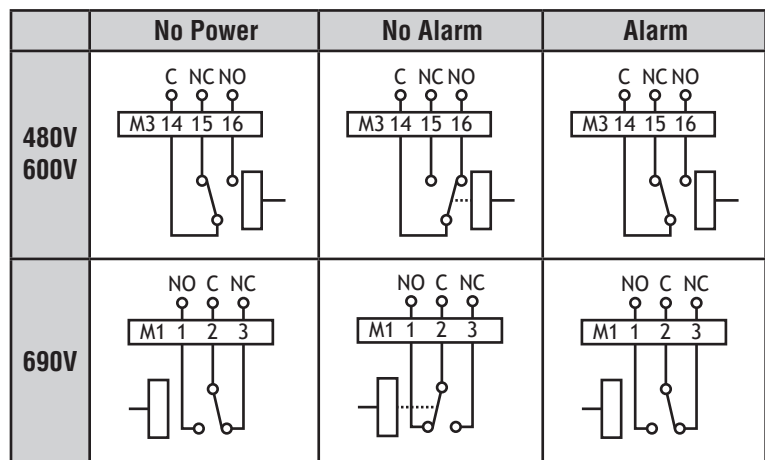 No Power No Alarm Alarm
480V
600V
C NC NO
M3 14 15 16
C NC NO
M3 14 15 16
C NC NO
M3 14 15 16
690V
NO C NC
M1 1 2 3
NO C NC
M1 1 2 3
NO C NC
M1 1 2 3